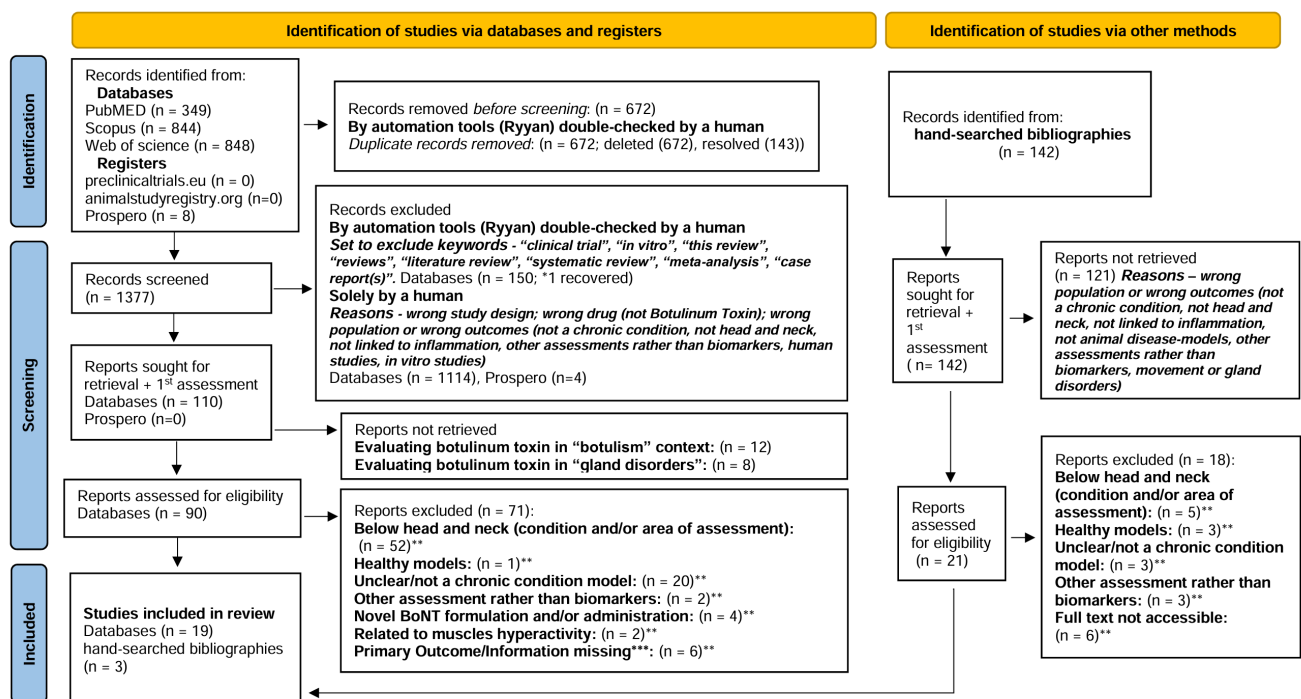 Identification of studies via databases and registers
Identification of studies via other methods
Identification
Records identified from:
Databases
PubMED (n = 349)
Scopus (n = 844)
Web of science (n = 848)
Registers
preclinicaltrials.eu (n = 0)
animalstudyregistry.org (n=0)
Prospero (n = 8)
Records removed before screening: (n = 672)
By automation tools (Ryyan) double-checked by a human
Duplicate records removed: (n = 672; deleted (672), resolved (143))
Records identified from:
hand-searched bibliographies
(n = 142)
Screening
Records screened
(n = 1377)
Records excluded
By automation tools (Ryyan) double-checked by a human
Set to exclude keywords - “clinical trial”, “in vitro”, “this review”,
“reviews”, “literature review”, “systematic review”, “meta-analysis”, “case
report(s)”. Databases (n = 150; *1 recovered)
Solely by a human
Reasons - wrong study design; wrong drug (not Botulinum Toxin); wrong
population or wrong outcomes (not a chronic condition, not head and neck,
not linked to inflammation, other assessments rather than biomarkers, human
studies, in vitro studies)
Databases (n = 1114), Prospero (n=4)
Reports sought for
retrieval + 1st assessment
Databases (n = 110)
Prospero (n=0)
Reports not retrieved
Evaluating botulinum toxin in “botulism” context: (n = 12)
Evaluating botulinum toxin in “gland disorders”: (n = 8)
Reports assessed for eligibility
Databases (n = 90)
Reports excluded (n = 71):
Below head and neck (condition and/or area of assessment):
(n = 52)**
Healthy models: (n = 1)**
Unclear/not a chronic condition model: (n = 20)**
Other assessment rather than biomarkers: (n = 2)**
Novel BoNT formulation and/or administration: (n = 4)**
Related to muscles hyperactivity: (n = 2)**
Primary Outcome/Information missing***: (n = 6)**
Reports
sought for
retrieval +
1st
assessment
( n= 142)
Reports not retrieved
(n = 121) Reasons – wrong
population or wrong outcomes (not
a chronic condition, not head and
neck, not linked to inflammation,
not animal disease-models, other
assessments rather than
biomarkers, movement or gland
disorders)
Reports
assessed
for eligibility
(n = 21)
Reports excluded (n = 18):
Below head and neck
(condition and/or area of
assessment): (n = 5)**
Healthy models: (n = 3)**
Unclear/not a chronic condition
model: (n = 3)**
Other assessment rather than
biomarkers: (n = 3)**
Full text not accessible:
(n = 6)**
Included
Studies included in review
Databases (n = 19)
hand-searched bibliographies
(n = 3)